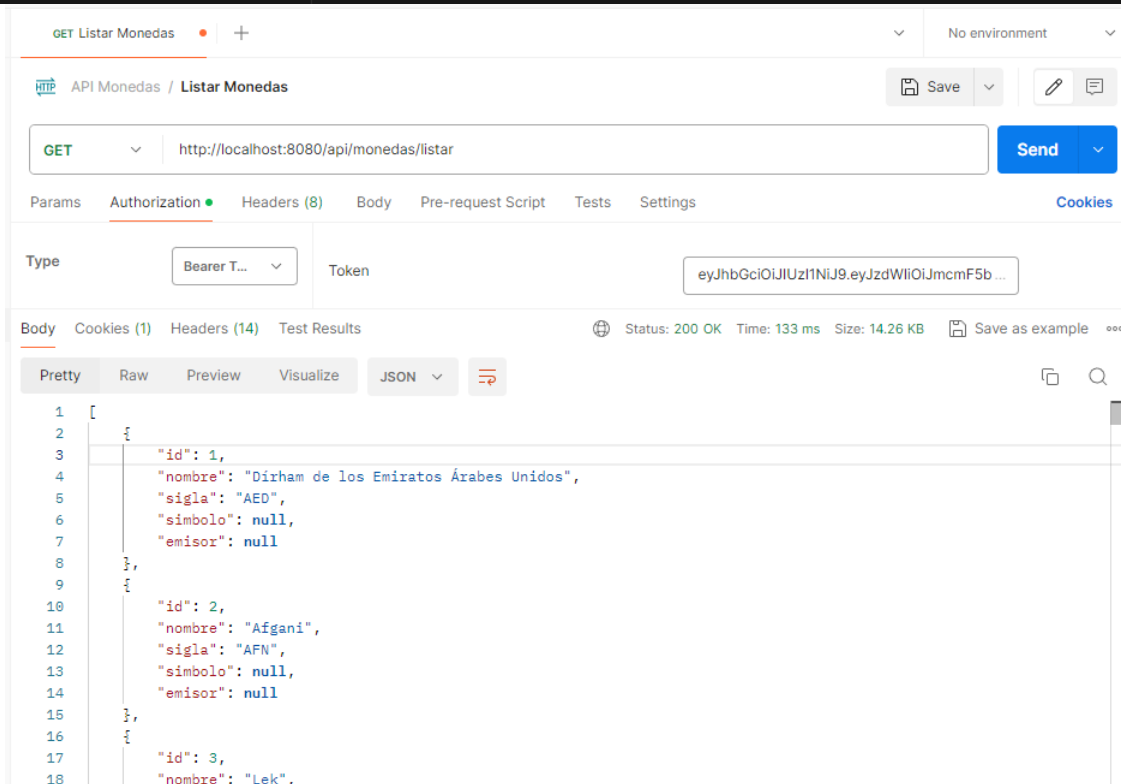 GET Listar Monedas
No environment
HTTP API Monedas / Listar Monedas
Save
GET http://localhost:8080/api/monedas/listar Send
Params Authorization Headers (8) Body Pre-request Script Tests Settings Cookies
Type Bearer T... Token eyJhbGciOiJIUzI1NiJ9.eyJzdWIiOiJmcmF5b ...
Body Cookies (1) Headers (14) Test Results Status: 200 OK Time: 133 ms Size: 14.26 KB Save as example
Pretty Raw Preview Visualize JSON
1 [
2 {
3 "id": 1,
4 "nombre": "Dírham de los Emiratos Árabes Unidos",
5 "sigla": "AED",
6 "simbolo": null,
7 "emisor": null
8 },
9 {
10 "id": 2,
11 "nombre": "Afgani",
12 "sigla": "AFN",
13 "simbolo": null,
14 "emisor": null
15 },
16 {
17 "id": 3,
18 "nombre": "Lek",